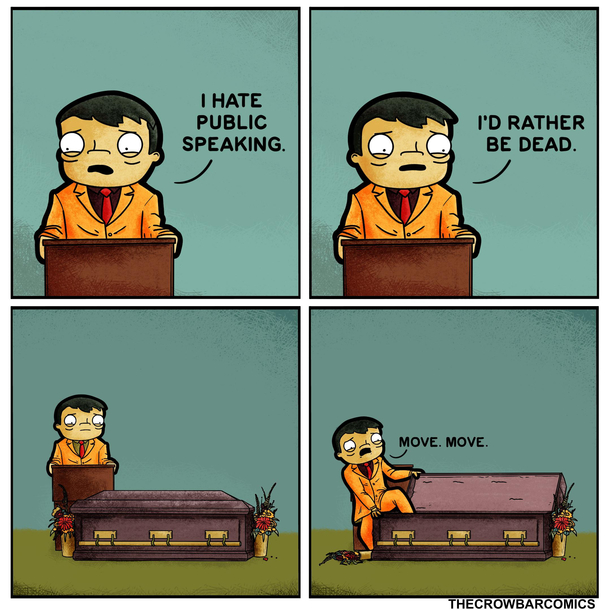 I HATE
PUBLIC
SPEAKING.
I'D RATHER
BE DEAD.
MOVE. MOVE.
THECROWBARCOMICS